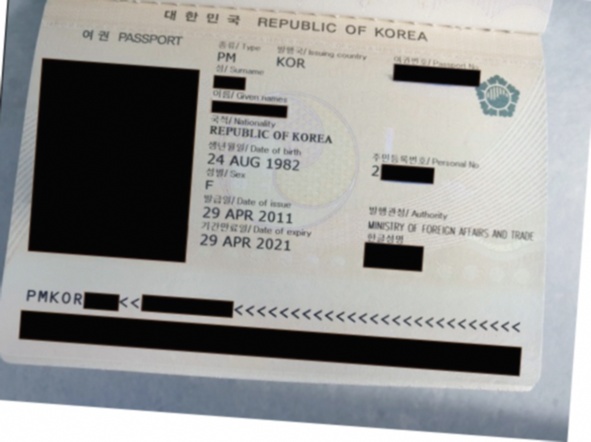 대한민국 REPUBLIC OF KOREA
여권 PASSPORT
종류/Type 발행국/Issuing country 여권번호/Passport No
PM KOR
성/Surname
이름/Given names
국적/Nationality
REPUBLIC OF KOREA
생년월일/Date of birth 주민등록번호/Personal No
24 AUG 1982 2
성별/Sex
F
발급일/Date of issue 발행관청/Authority
29 APR 2011 MINISTRY OF FOREIGN AFFAIRS AND TRADE
기간만료일/Date of expiry 한글성명
29 APR 2021
PMKOR <<  <<<<<<<<<<<<<<<<<<<<<<<<<<<<